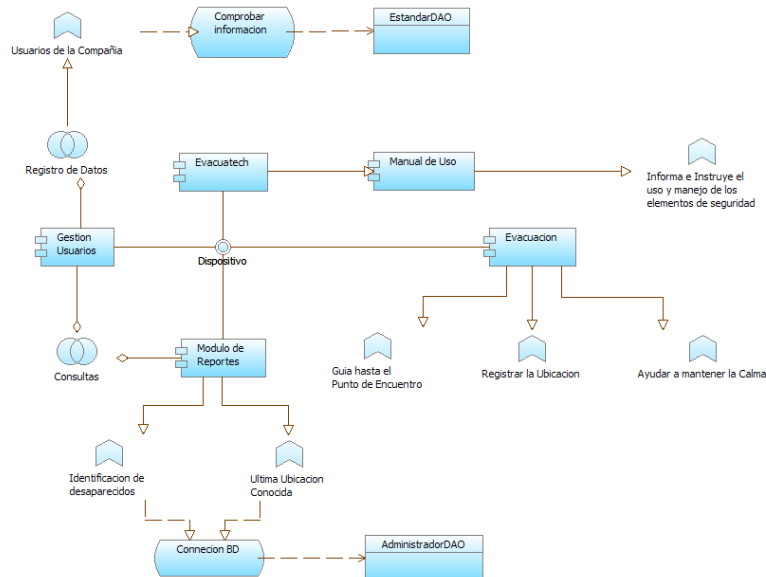 Comprobar
informacion
EstandarDAO
Usuarios de la Compañia
Registro de Datos
Evacuatech
Manual de Uso
Informa e Instruye el
uso y manejo de los
elementos de seguridad
Gestion
Usuarios
Dispositivo
Evacuacion
Consultas
Modulo de
Reportes
Guia hasta el
Punto de Encuentro
Registrar la Ubicacion
Ayudar a mantener la Calma
Identificacion de
desaparecidos
Ultima Ubicacion
Conocida
Connecion BD
AdministradorDAO